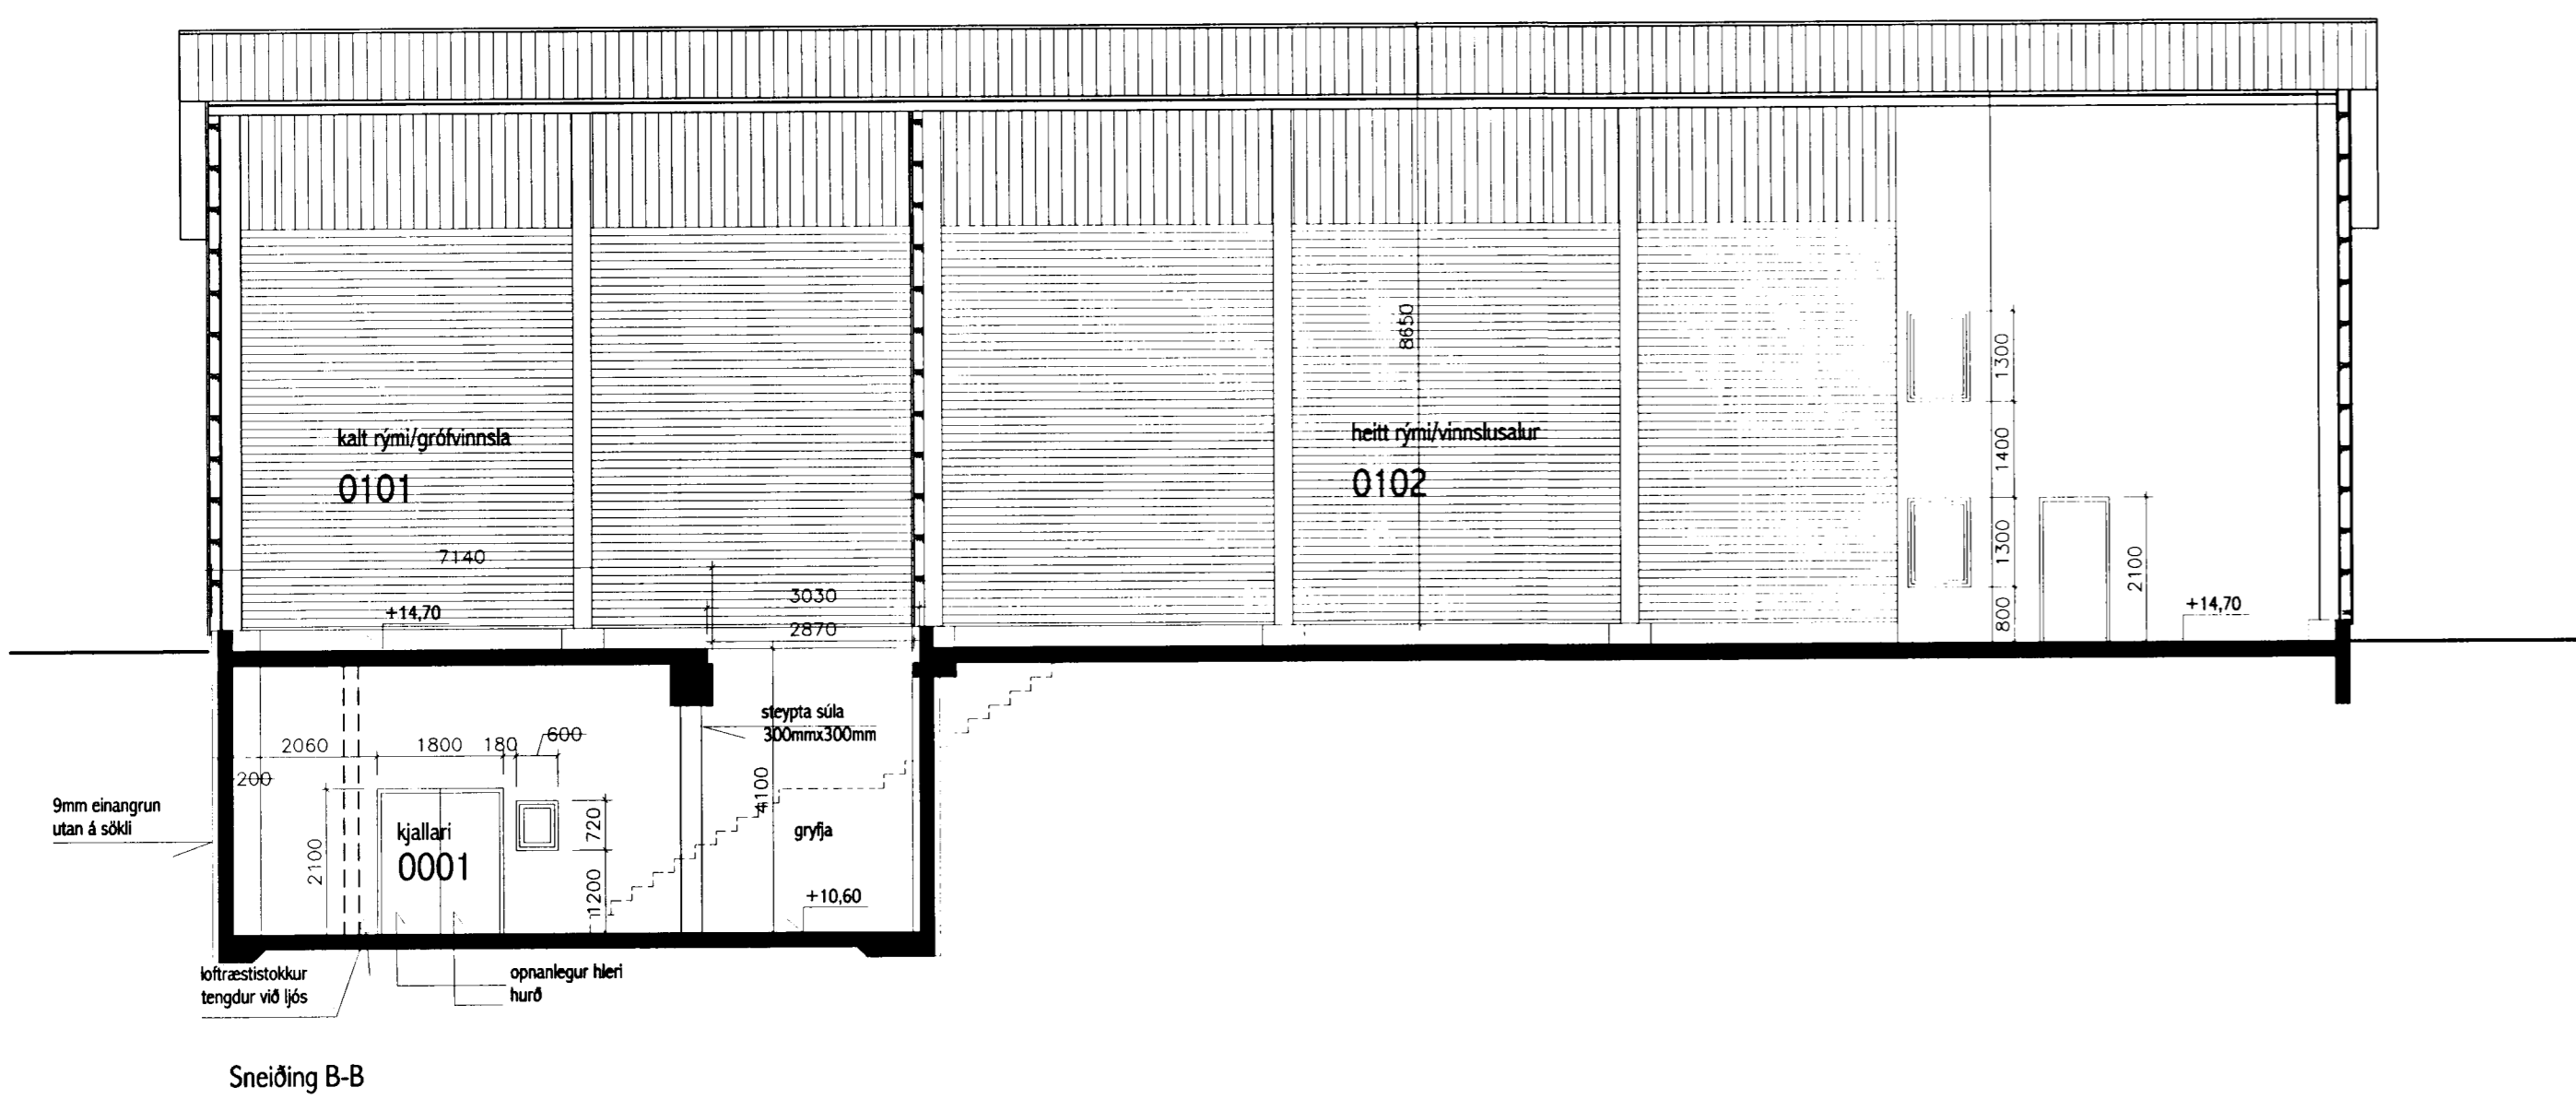 8650
1300
1400
1300
800
2100
+14,70
kalt rými/grófvinnsla
0101
heitt rými/vinnslusalur
0102
7140
+14,70
3030
2870
steypta súla
300mmx300mm
2060
1800
180
600
200
4100
9mm einangrun
utan á sökli
2100
kjallari
0001
720
1200
gryfja
+10,60
loftræstistokkur
tengdur við ljós
opnanlegur hleri
hurð
Sneiðing B-B